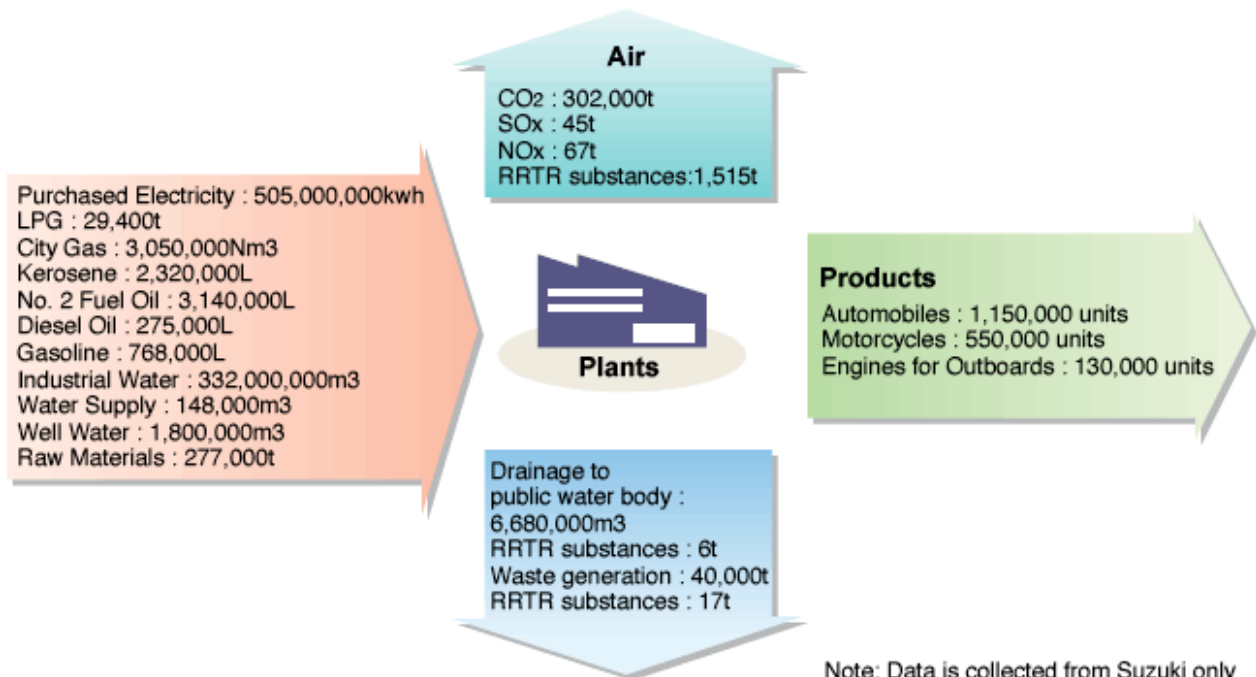 Air
CO2 : 302,000t
SOx : 45t
NOx : 67t
RRTR substances:1,515t
Purchased Electricity : 505,000,000kwh
LPG : 29,400t
City Gas : 3,050,000Nm3
Kerosene : 2,320,000L
No. 2 Fuel Oil : 3,140,000L
Diesel Oil : 275,000L
Gasoline : 768,000L
Industrial Water : 332,000,000m3
Water Supply : 148,000m3
Well Water : 1,800,000m3
Raw Materials : 277,000t
Plants
Products
Automobiles : 1,150,000 units
Motorcycles : 550,000 units
Engines for Outboards : 130,000 units
Drainage to
public water body :
6,680,000m3
RRTR substances : 6t
Waste generation : 40,000t
RRTR substances : 17t
Note: Data is collected from Suzuki only